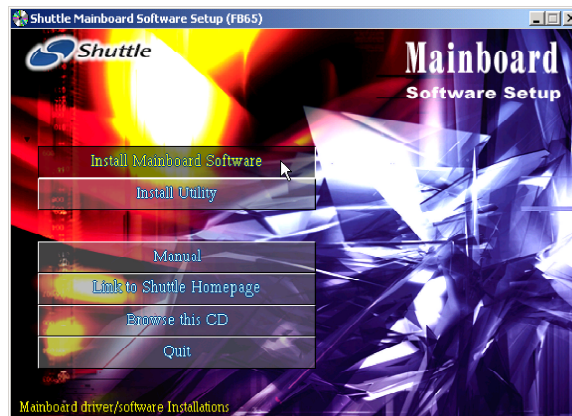 Shuttle Mainboard Software Setup (FB65)
Shuttle
Mainboard
Software Setup
Install Mainboard Software
Install Utility
Manual
Link to Shuttle Homepage
Browse this CD
Quit
Mainboard driver/software Installations